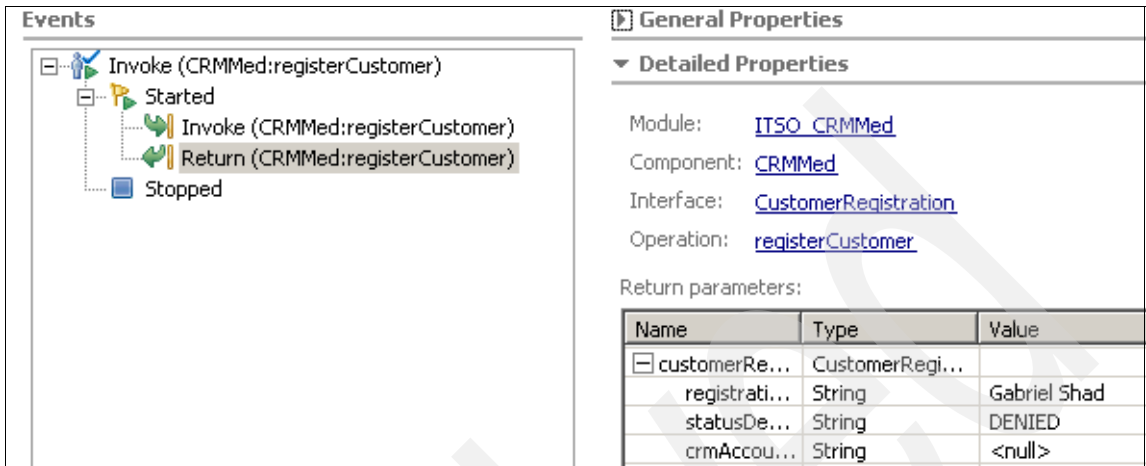 Events
Invoke (CRMMed:registerCustomer)
Started
Invoke (CRMMed:registerCustomer)
Return (CRMMed:registerCustomer)
Stopped
General Properties
Detailed Properties
Module: ITSO_CRMMed
Component: CRMMed
Interface: CustomerRegistration
Operation: registerCustomer
Return parameters:
Name Type Value
customerRe... CustomerRegi...
registrati... String Gabriel Shad
statusDe... String DENIED
crmAccou... String <null>